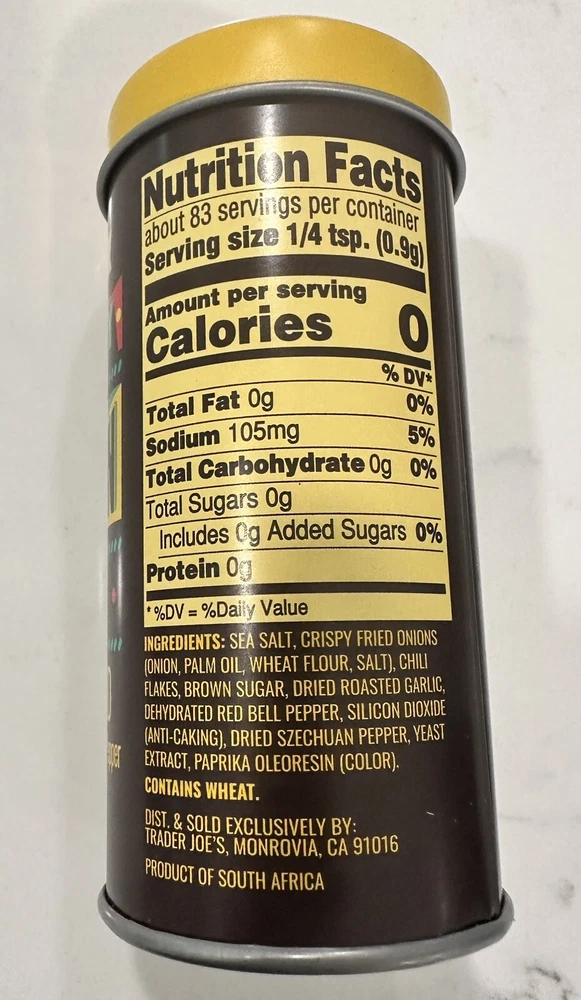 Nutrition Facts
about 83 servings per container
Serving size 1/4 tsp. (0.9g)
Amount per serving
Calories 0
% DV*
Total Fat 0g 0%
Sodium 105mg 5%
Total Carbohydrate 0g 0%
Total Sugars 0g
Includes 0g Added Sugars 0%
Protein 0g
* %DV = %Daily Value
INGREDIENTS: SEA SALT, CRISPY FRIED ONIONS
(ONION, PALM OIL, WHEAT FLOUR, SALT), CHILI
FLAKES, BROWN SUGAR, DRIED ROASTED GARLIC,
DEHYDRATED RED BELL PEPPER, SILICON DIOXIDE
(ANTI-CAKING), DRIED SZECHUAN PEPPER, YEAST
EXTRACT, PAPRIKA OLEORESIN (COLOR).
CONTAINS WHEAT.
DIST. & SOLD EXCLUSIVELY BY:
TRADER JOE'S, MONROVIA, CA 91016
PRODUCT OF SOUTH AFRICA